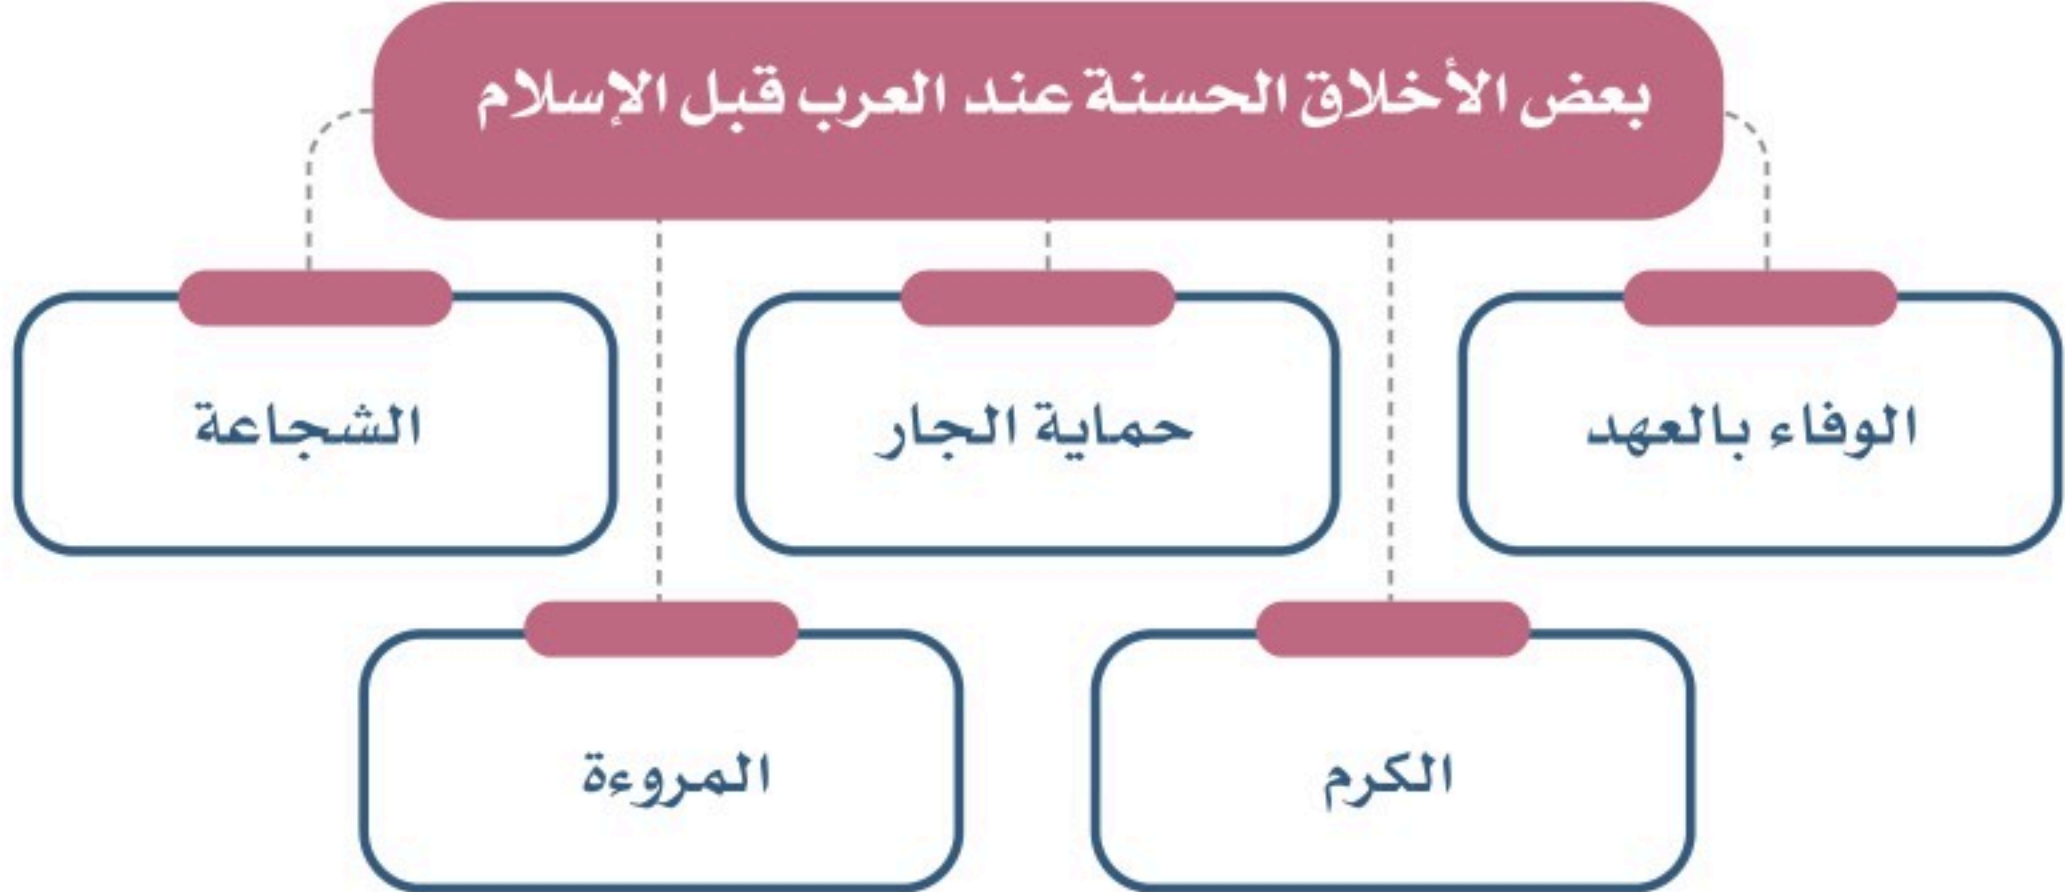 بعض الأخلاق الحسنة عند العرب قبل الإسلام
الوفاء بالعهد
حماية الجار
الشجاعة
الكرم
المروءة